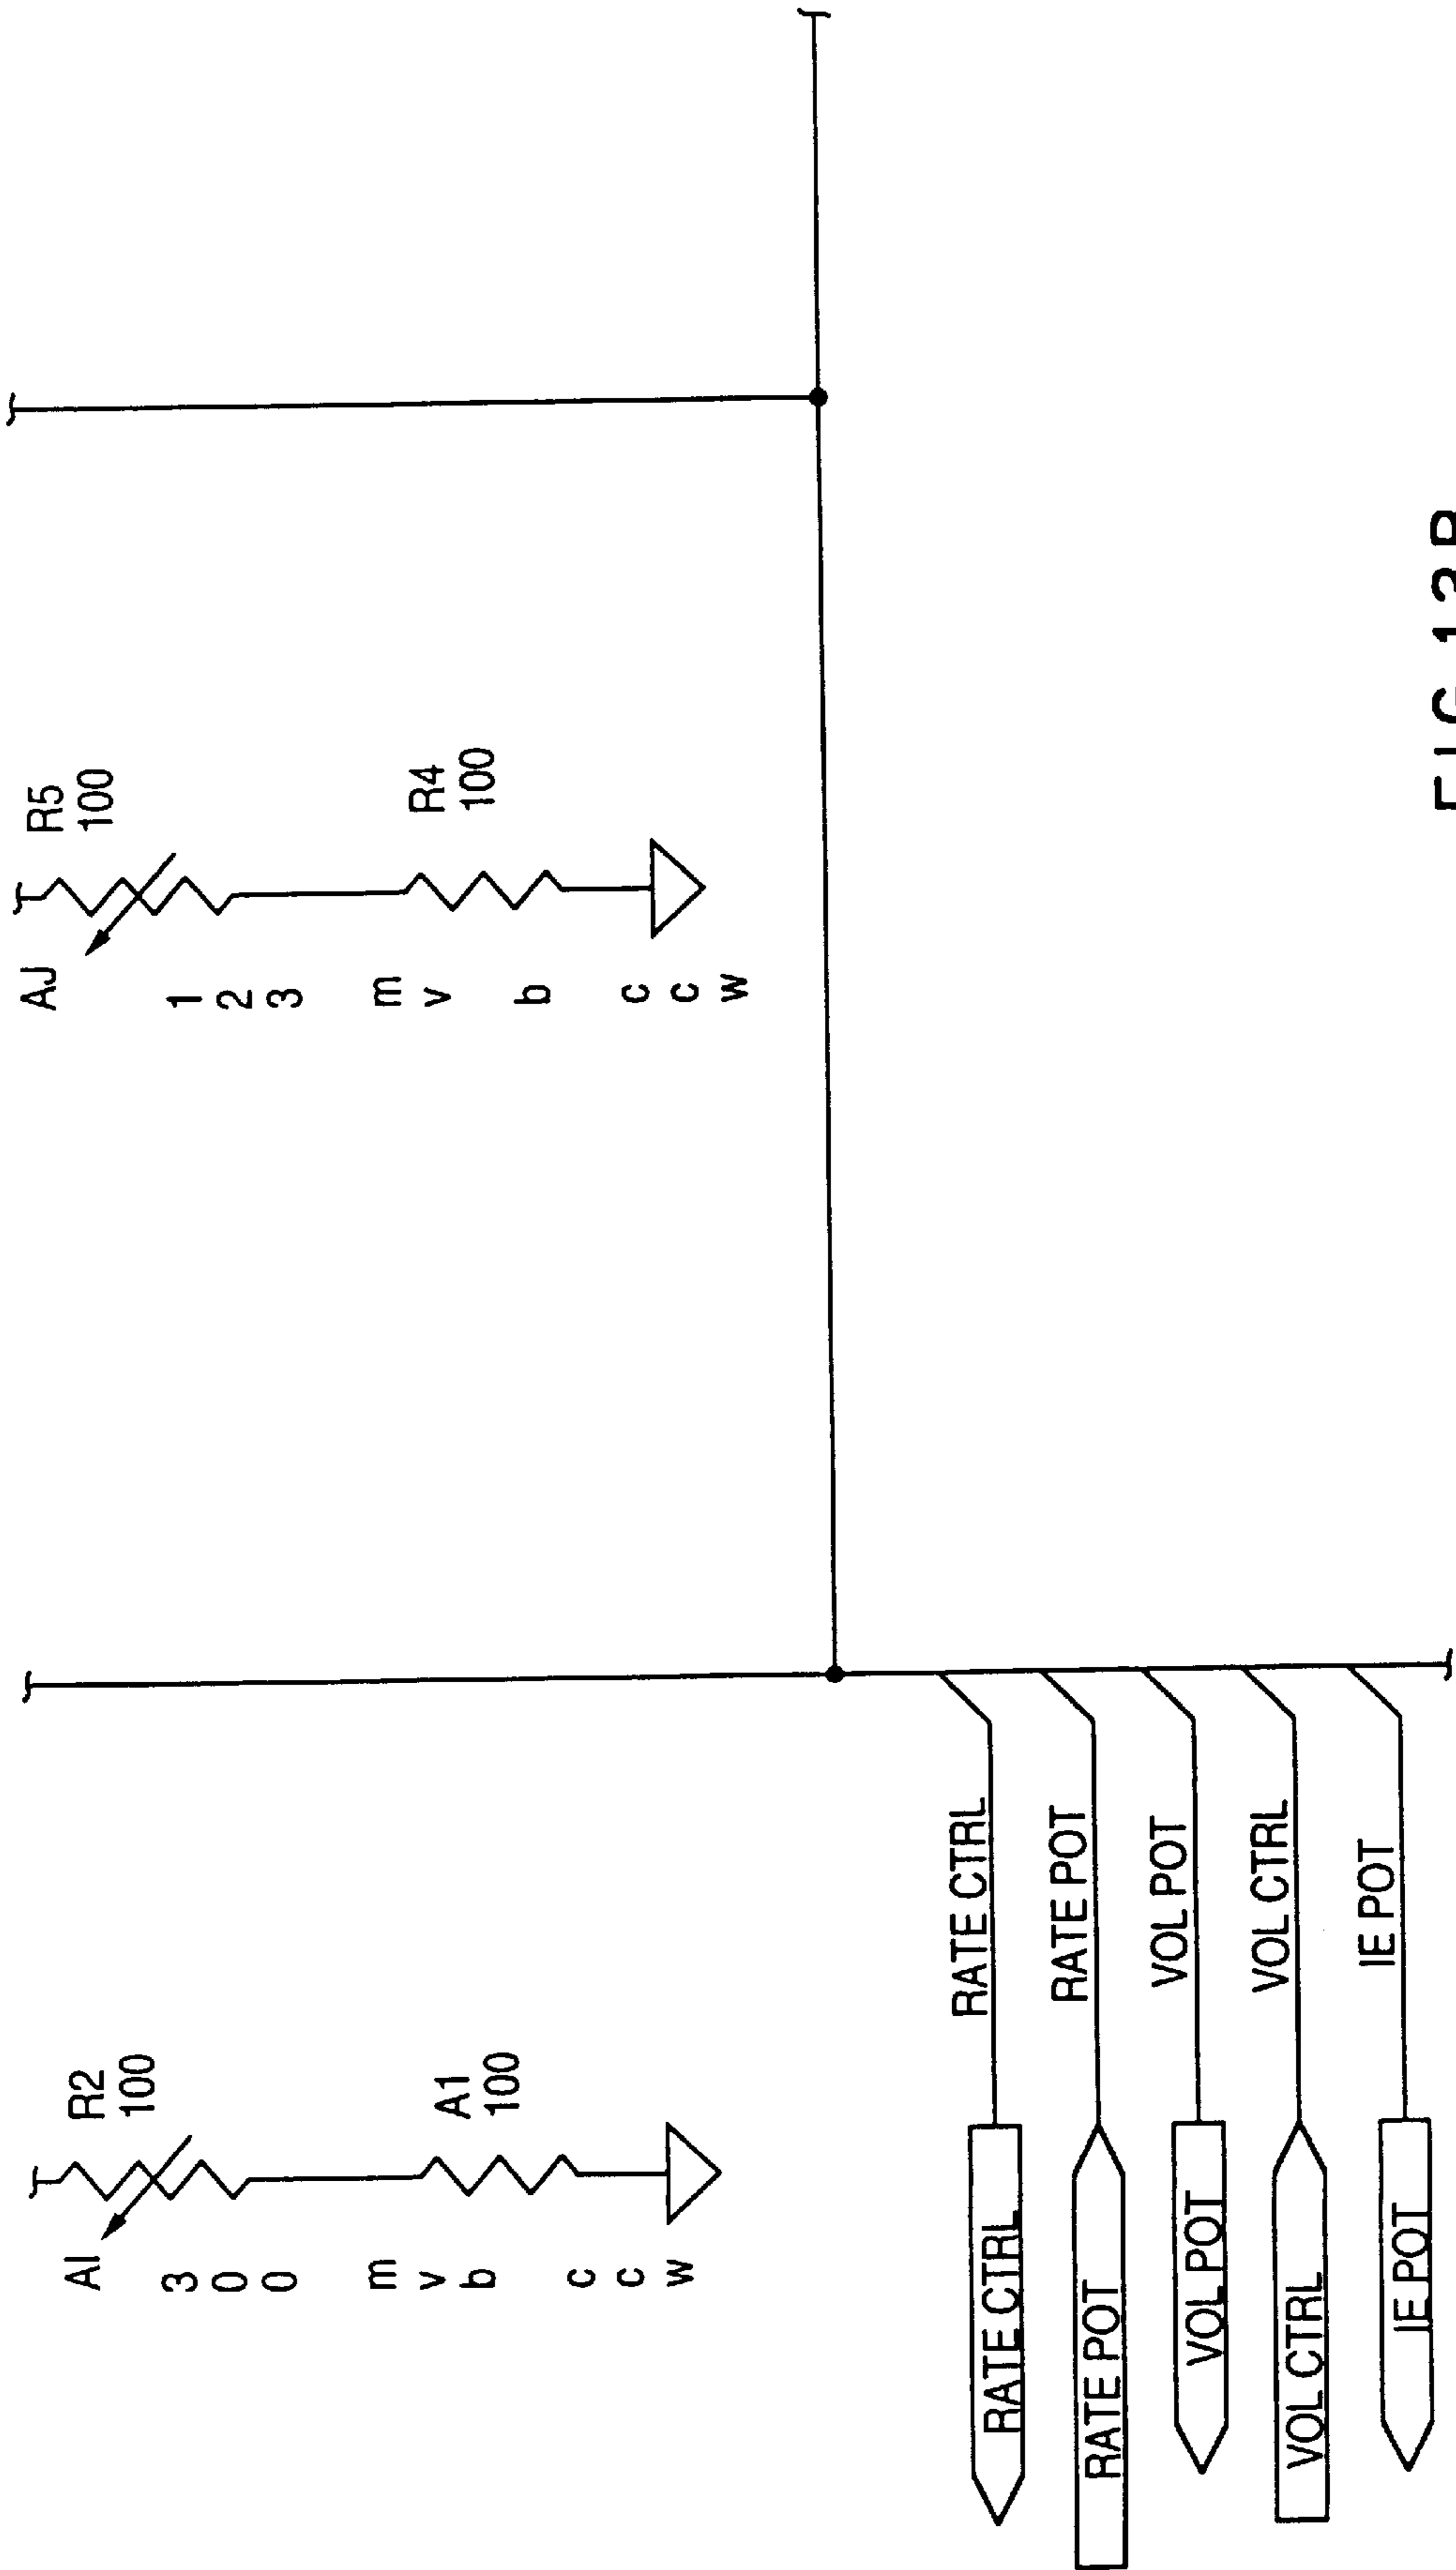 AI
R2
100
3
0
0
m
v
b
c
c
w
A1
100
AJ
R5
100
1
2
3
m
v
b
c
c
w
R4
100
RATE CTRL RATE CTRL
RATE POT RATE POT
VOL POT VOL POT
VOL CTRL VOL CTRL
IE POT IE POT
FIG